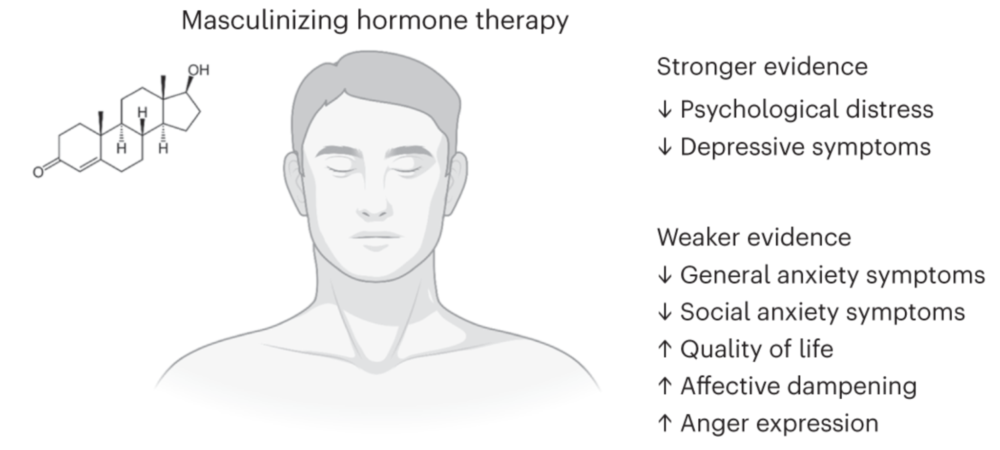 Masculinizing hormone therapy
OH
H
H
H
O
Stronger evidence
↓ Psychological distress
↓ Depressive symptoms
Weaker evidence
↓ General anxiety symptoms
↓ Social anxiety symptoms
↑ Quality of life
↑ Affective dampening
↑ Anger expression